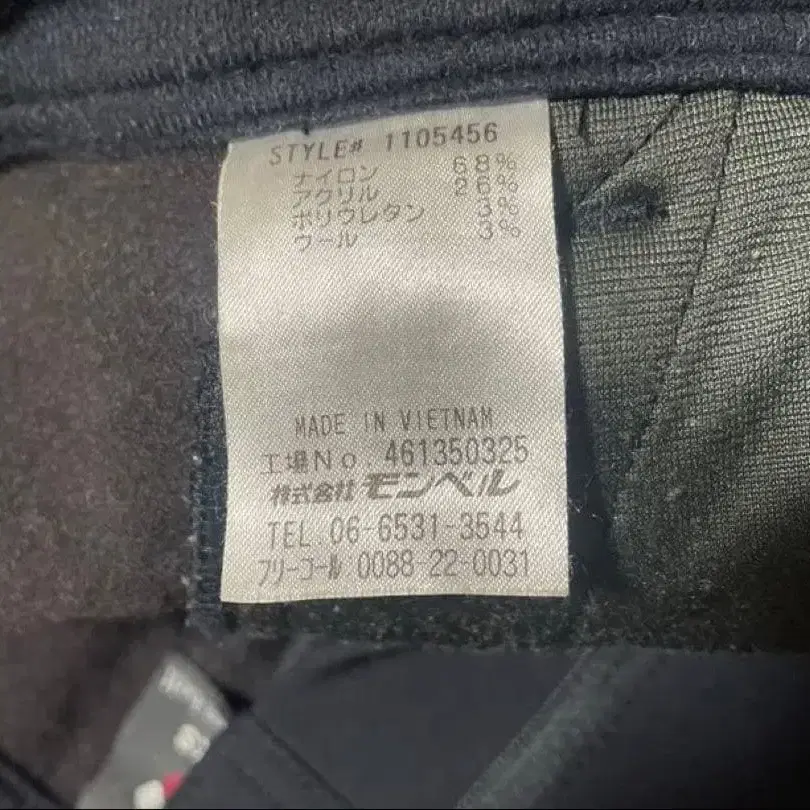 STYLE# 1105456
ナイロン 68%
アクリル 26%
ポリウレタン 3%
ウール 3%
MADE IN VIETNAM
工場No 461350325
株式会社モンベル
TEL 06-6531-3544
フリーコール 0088-22-0031